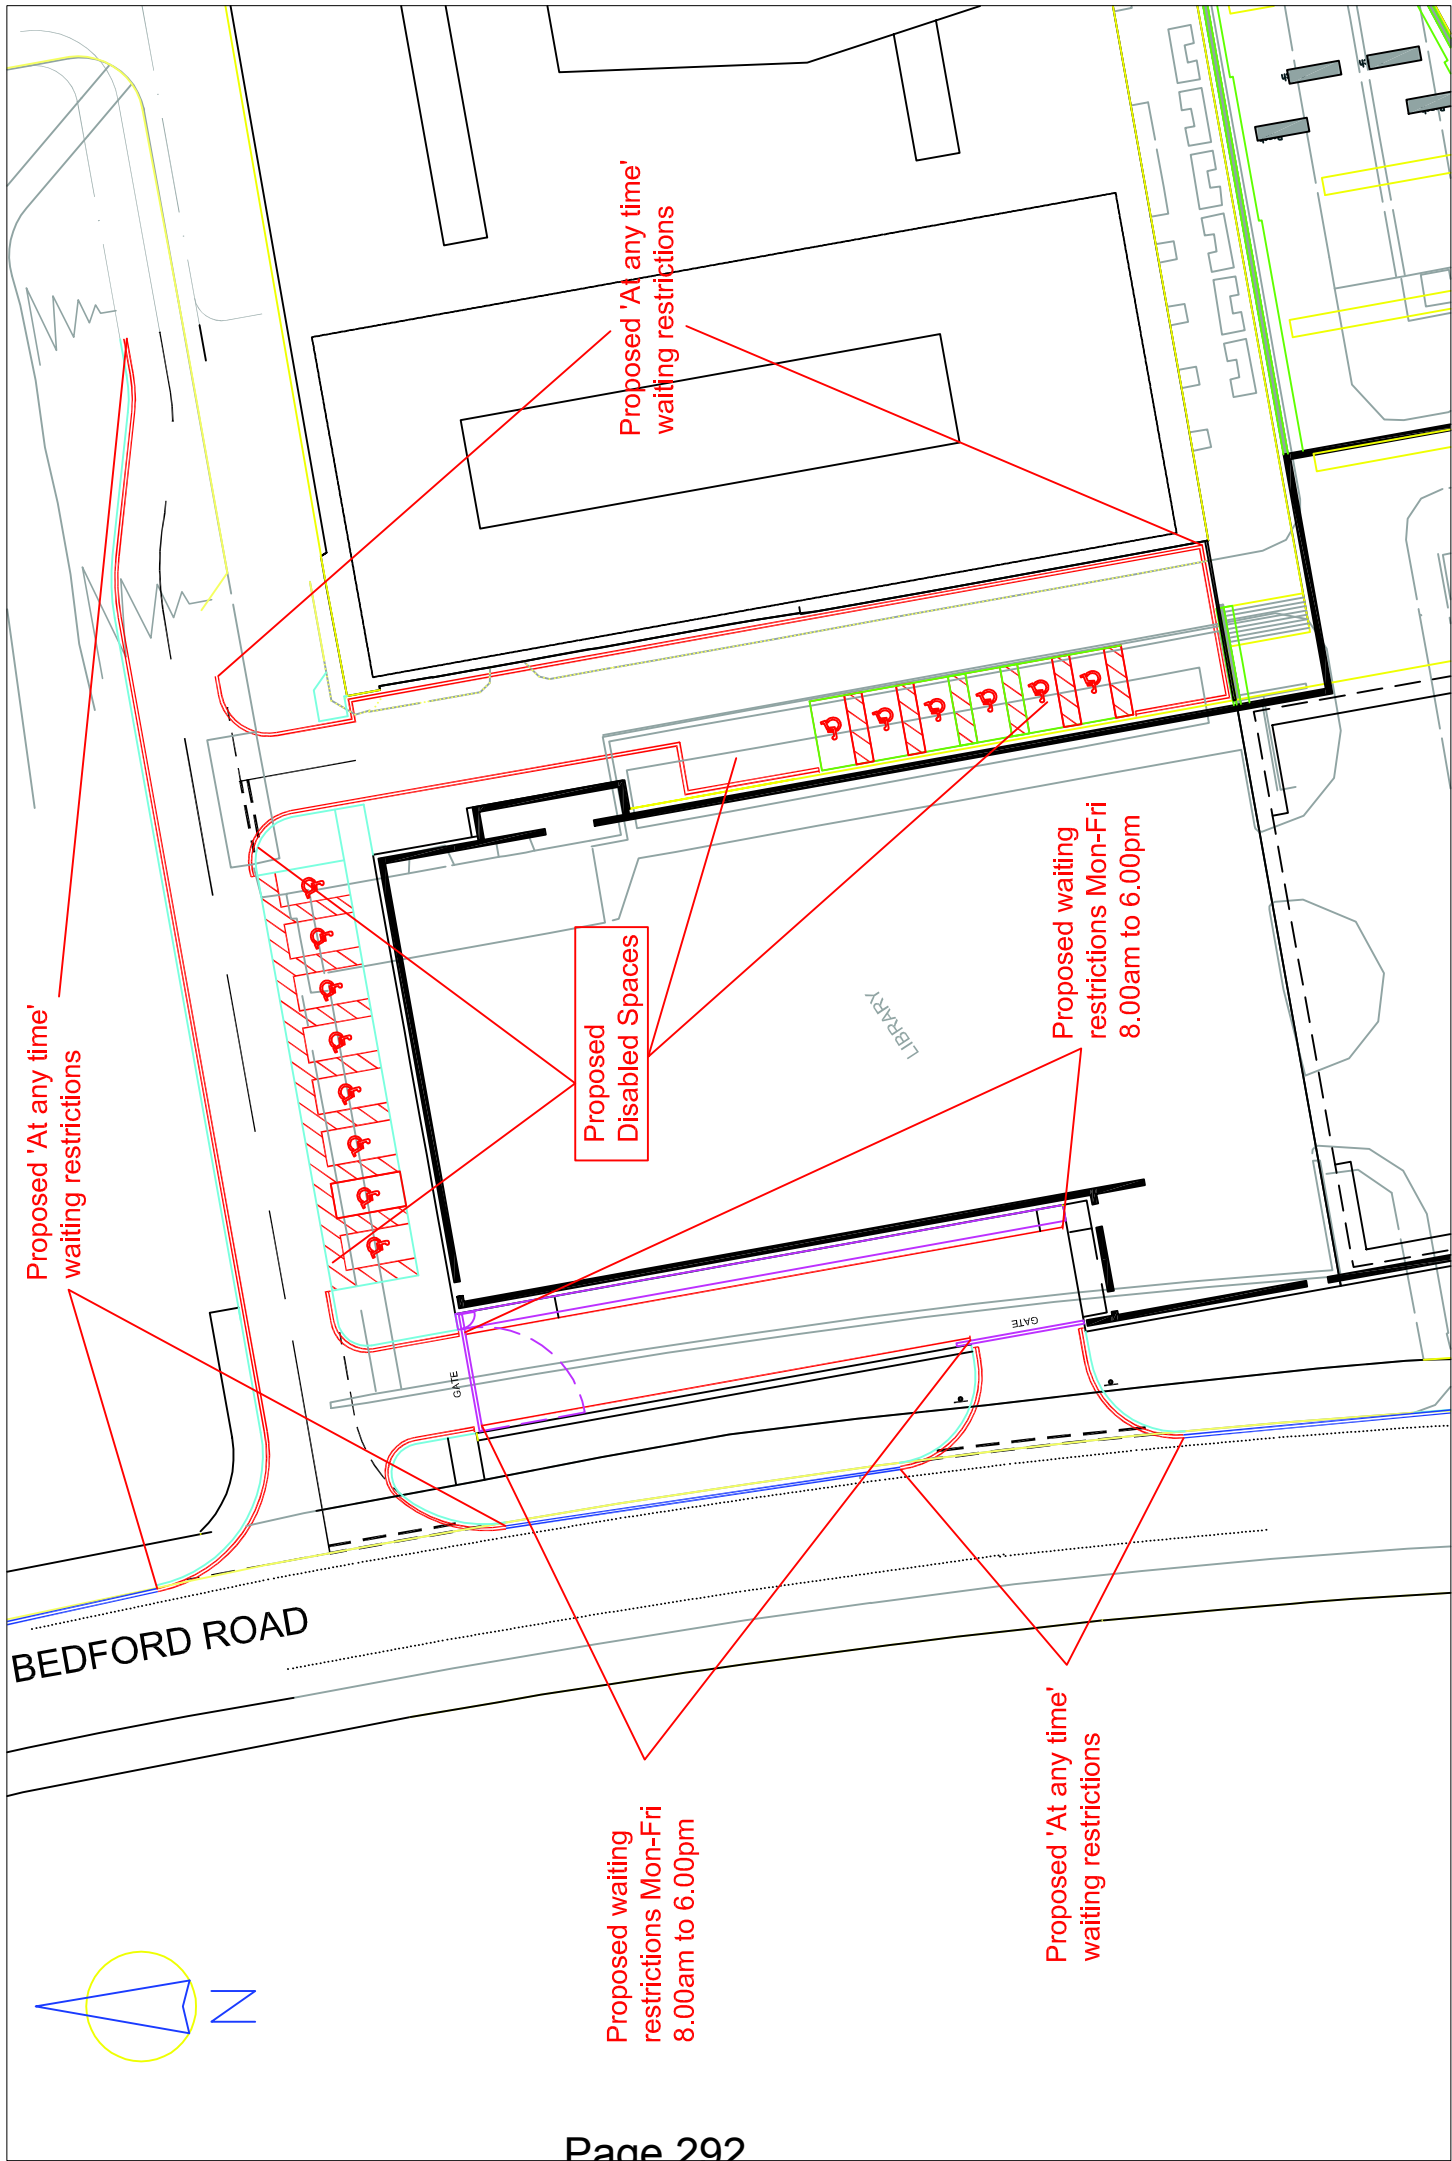 Proposed 'At any time'
waiting restrictions
Proposed 'At any time'
waiting restrictions
Proposed
Disabled Spaces
LIBRARY
Proposed waiting
restrictions Mon-Fri
8.00am to 6.00pm
GATE
GATE
BEDFORD ROAD
Proposed waiting
restrictions Mon-Fri
8.00am to 6.00pm
Proposed 'At any time'
waiting restrictions
N
Page 292